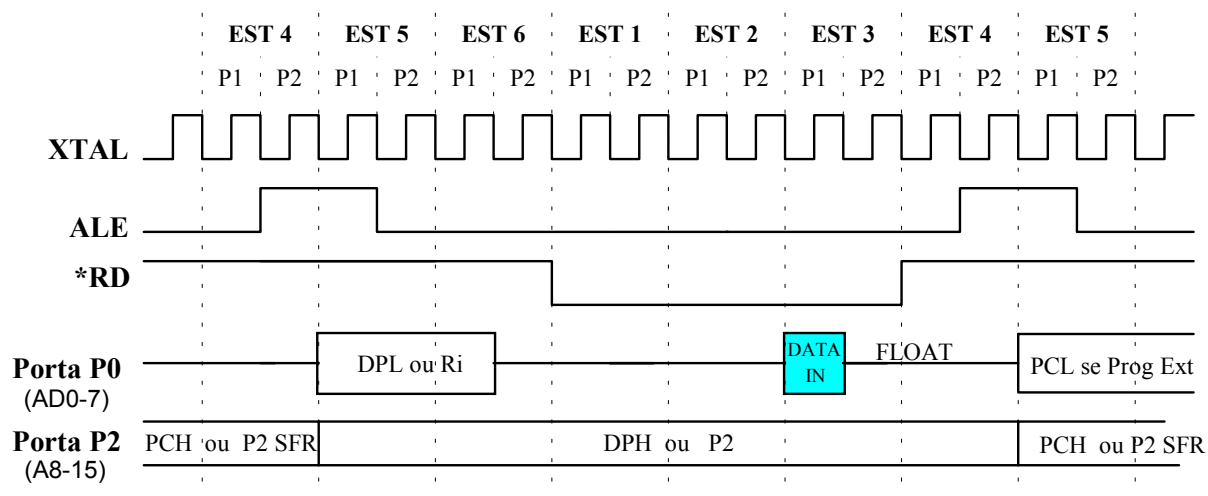 EST 4 EST 5 EST 6 EST 1 EST 2 EST 3 EST 4 EST 5
P1 P2 P1 P2 P1 P2 P1 P2 P1 P2 P1 P2 P1 P2 P1 P2
XTAL
ALE
*RD
Porta P0
(AD0-7)
DPL ou Ri
DATA
IN
FLOAT
PCL se Prog Ext
Porta P2
(A8-15)
PCH ou P2 SFR
DPH ou P2
PCH ou P2 SFR